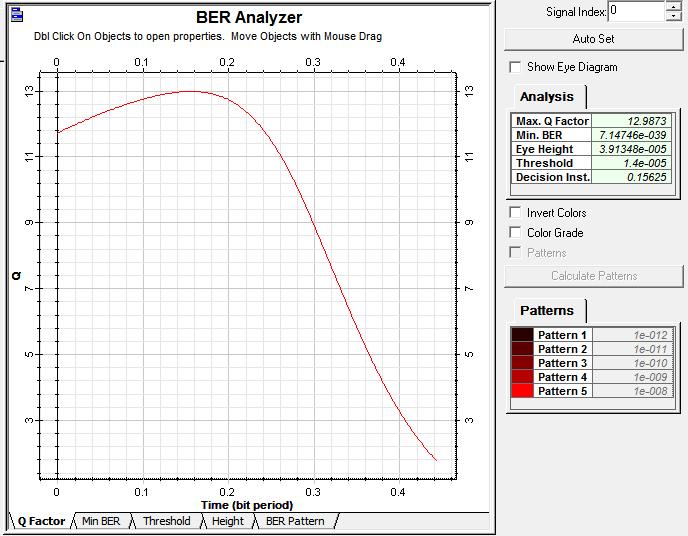 BER Analyzer
Dbl Click On Objects to open properties. Move Objects with Mouse Drag
0 0.1 0.2 0.3 0.4
13 13
11 11
9 9
7 7
5 5
3 3
Q
0 0.1 0.2 0.3 0.4
Time (bit period)
Q Factor Min BER Threshold Height BER Pattern
Signal Index: 0
Auto Set
Show Eye Diagram
Analysis
Max. Q Factor 12.9873
Min. BER 7.14746e-039
Eye Height 3.91348e-005
Threshold 1.4e-005
Decision Inst. 0.15625
Invert Colors
Color Grade
Patterns
Calculate Patterns
Patterns
Pattern 1 1e-012
Pattern 2 1e-011
Pattern 3 1e-010
Pattern 4 1e-009
Pattern 5 1e-008